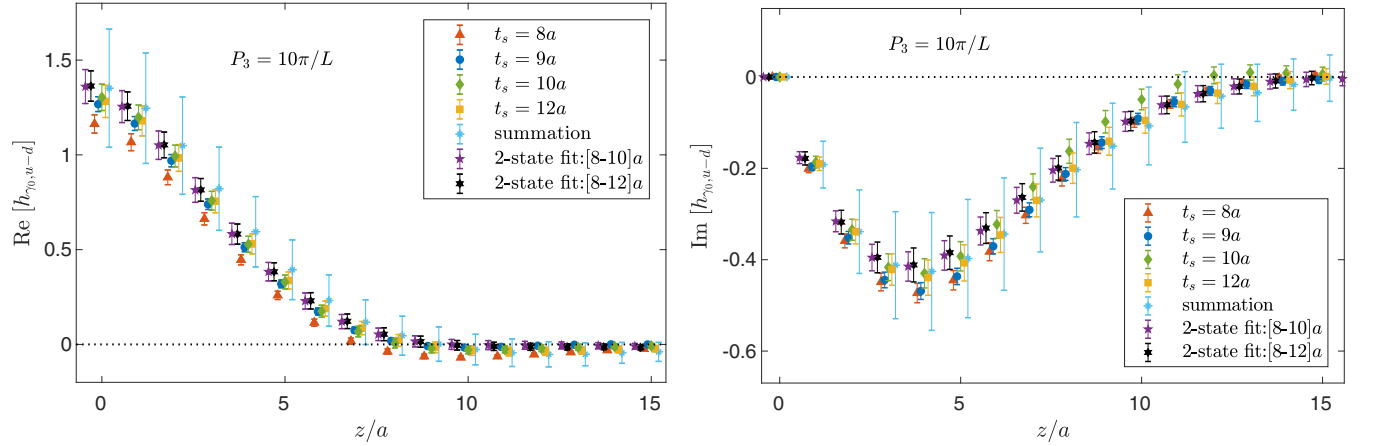 1.5
1
0.5
0
Re [h_{γ0,u−d}]
P_3 = 10π/L
t_s = 8a
t_s = 9a
t_s = 10a
t_s = 12a
summation
2-state fit:[8-10]a
2-state fit:[8-12]a
0 5 10 15
z/a
0
-0.2
-0.4
-0.6
Im [h_{γ0,u−d}]
P_3 = 10π/L
t_s = 8a
t_s = 9a
t_s = 10a
t_s = 12a
summation
2-state fit:[8-10]a
2-state fit:[8-12]a
0 5 10 15
z/a